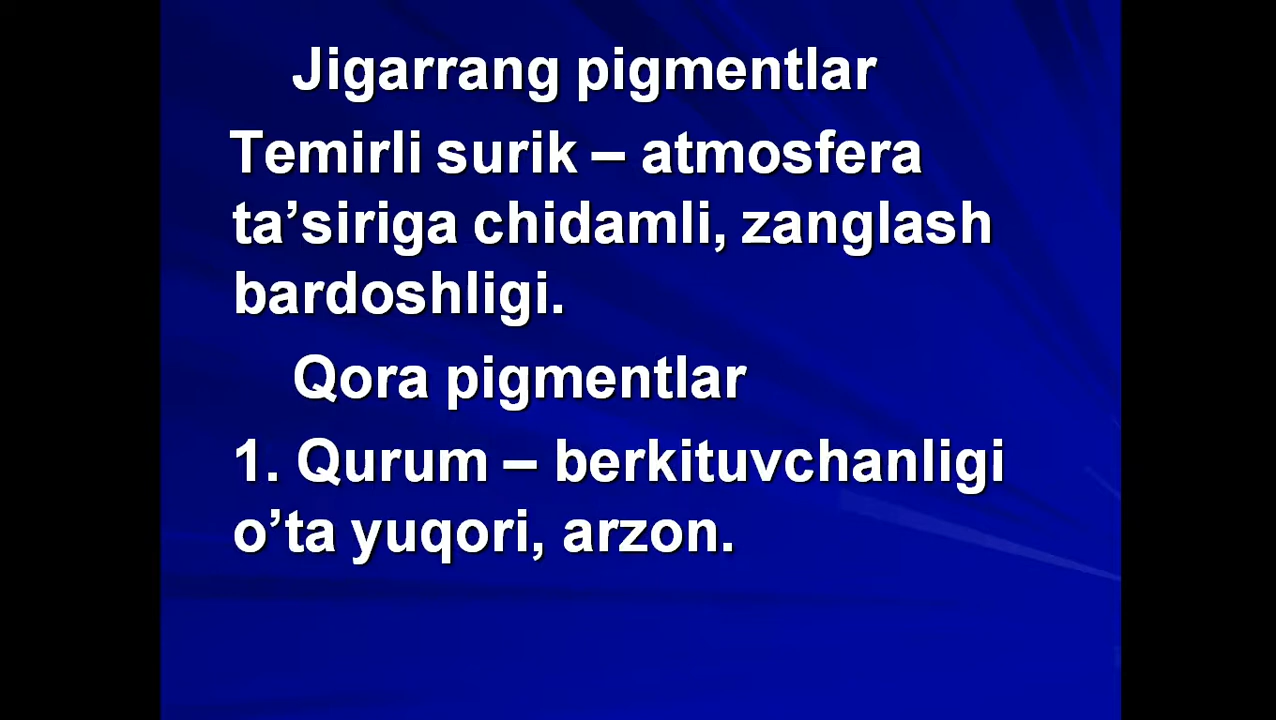 Jigarrang pigmentlar
Temirli surik – atmosfera
ta’siriga chidamli, zanglash
bardoshligi.
Qora pigmentlar
1. Qurum – berkituvchanligi
o’ta yuqori, arzon.